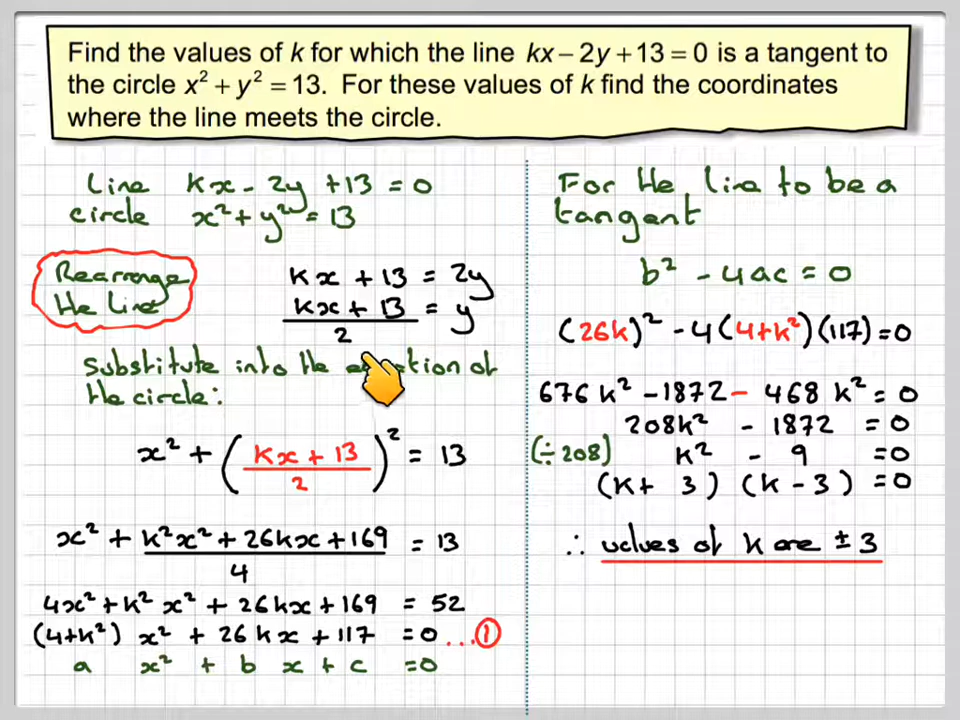 Find the values of k for which the line kx − 2y + 13 = 0 is a tangent to
the circle x² + y² = 13. For these values of k find the coordinates
where the line meets the circle.
Line kx - 2y + 13 = 0
circle x² + y² = 13
Rearrange
the line
kx + 13 = 2y
kx + 13 = y
2
Substitute into the equation of
the circle:
x² + (kx + 13)² = 13
2
x² + k²x² + 26kx + 169 = 13
4
4x² + k²x² + 26kx + 169 = 52
(4+k²) x² + 26kx + 117 = 0 ...①
a x² + b x + c = 0
For the line to be a
tangent
b² - 4ac = 0
(26k)² - 4(4+k²)(117) = 0
676k² - 1872 - 468k² = 0
208k² - 1872 = 0
(÷208) k² - 9 = 0
(k + 3)(k - 3) = 0
∴ values of k are ±3